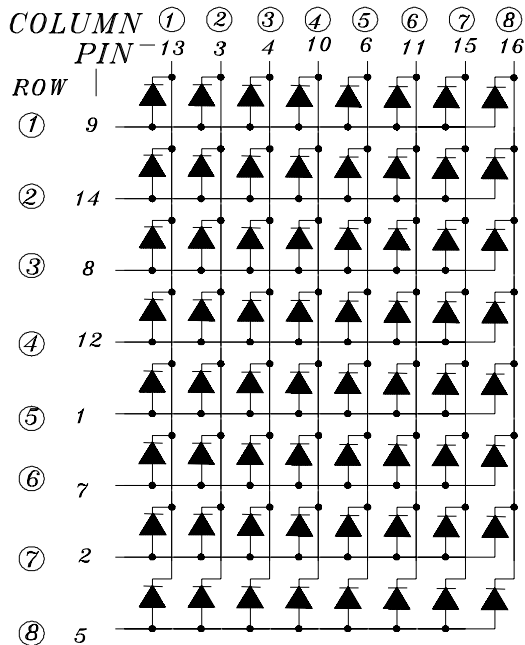 COLUMN ① ② ③ ④ ⑤ ⑥ ⑦ ⑧
PIN 13 3 4 10 6 11 15 16
ROW
① 9
② 14
③ 8
④ 12
⑤ 1
⑥ 7
⑦ 2
⑧ 5